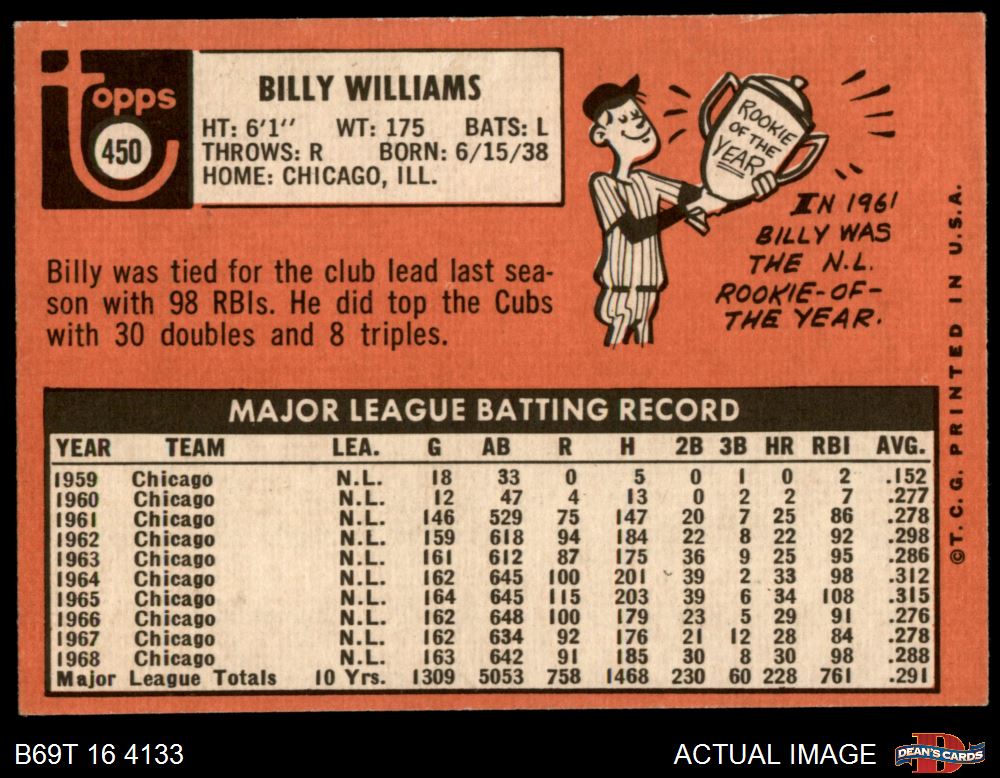 Topps
450
BILLY WILLIAMS
HT: 6'1" WT: 175 BATS: L
THROWS: R BORN: 6/15/38
HOME: CHICAGO, ILL.
ROOKIE
OF THE
YEAR
IN 1961
BILLY WAS
THE N.L.
ROOKIE-OF-
THE YEAR.
Billy was tied for the club lead last sea-
son with 98 RBIs. He did top the Cubs
with 30 doubles and 8 triples.
MAJOR LEAGUE BATTING RECORD
YEAR TEAM LEA. G AB R H 2B 3B HR RBI AVG.
1959 Chicago N.L. 18 33 0 5 0 1 0 2 .152
1960 Chicago N.L. 12 47 4 13 0 2 2 7 .277
1961 Chicago N.L. 146 529 75 147 20 7 25 86 .278
1962 Chicago N.L. 159 618 94 184 22 8 22 92 .298
1963 Chicago N.L. 161 612 87 175 36 9 25 95 .286
1964 Chicago N.L. 162 645 100 201 39 2 33 98 .312
1965 Chicago N.L. 164 645 115 203 39 6 34 108 .315
1966 Chicago N.L. 162 648 100 179 23 5 29 91 .276
1967 Chicago N.L. 162 634 92 176 21 12 28 84 .278
1968 Chicago N.L. 163 642 91 185 30 8 30 98 .288
Major League Totals 10 Yrs. 1309 5053 758 1468 230 60 228 761 .291
©T. C. G. PRINTED IN U.S.A.
B69T 16 4133
ACTUAL IMAGE
DEAN'S CARDS